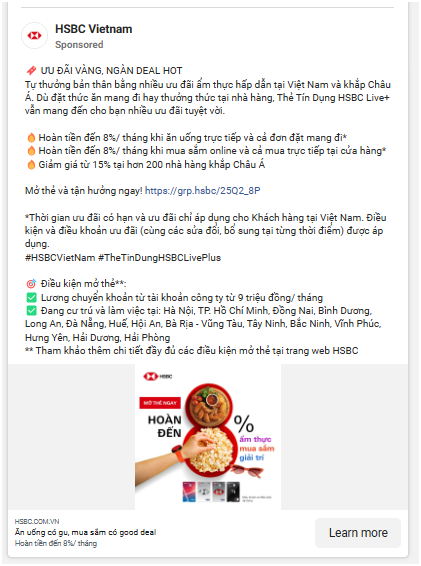 HSBC Vietnam
Sponsored
ƯU ĐÃI VÀNG, NGÀN DEAL HOT
Tự thưởng bản thân bằng nhiều ưu đãi ẩm thực hấp dẫn tại Việt Nam và khắp Châu
Á. Dù đặt thức ăn mang đi hay thưởng thức tại nhà hàng, Thẻ Tín Dụng HSBC Live+
vẫn mang đến cho bạn nhiều ưu đãi tuyệt vời.
🔥Hoàn tiền đến 8%/ tháng khi ăn uống trực tiếp và cả đơn đặt mang đi*
🔥Hoàn tiền đến 8%/ tháng khi mua sắm online và cả mua trực tiếp tại cửa hàng*
🔥Giảm giá từ 15% tại hơn 200 nhà hàng khắp Châu Á
Mở thẻ và tận hưởng ngay! https://grp.hsbc/25Q2_8P
*Thời gian ưu đãi có hạn và ưu đãi chỉ áp dụng cho Khách hàng tại Việt Nam. Điều
kiện và điều khoản ưu đãi (cùng các sửa đổi, bổ sung tại từng thời điểm) được áp
dụng.
#HSBCVietNam #TheTinDungHSBCLivePlus
🎯 Điều kiện mở thẻ**:
✅ Lương chuyển khoản từ tài khoản công ty từ 9 triệu đồng/ tháng
✅ Đang cư trú và làm việc tại: Hà Nội, TP. Hồ Chí Minh, Đồng Nai, Bình Dương,
Long An, Đà Nẵng, Huế, Hội An, Bà Rịa - Vũng Tàu, Tây Ninh, Bắc Ninh, Vĩnh Phúc,
Hưng Yên, Hải Dương, Hải Phòng
** Tham khảo thêm chi tiết đầy đủ các điều kiện mở thẻ tại trang web HSBC
HSBC
MỞ THẺ NGAY
HOÀN
ĐẾN
%
ẩm thực
mua sắm
giải trí
HSBC.COM.VN
Ăn uống có gu, mua sắm có good deal
Hoàn tiền đến 8%/ tháng
Learn more